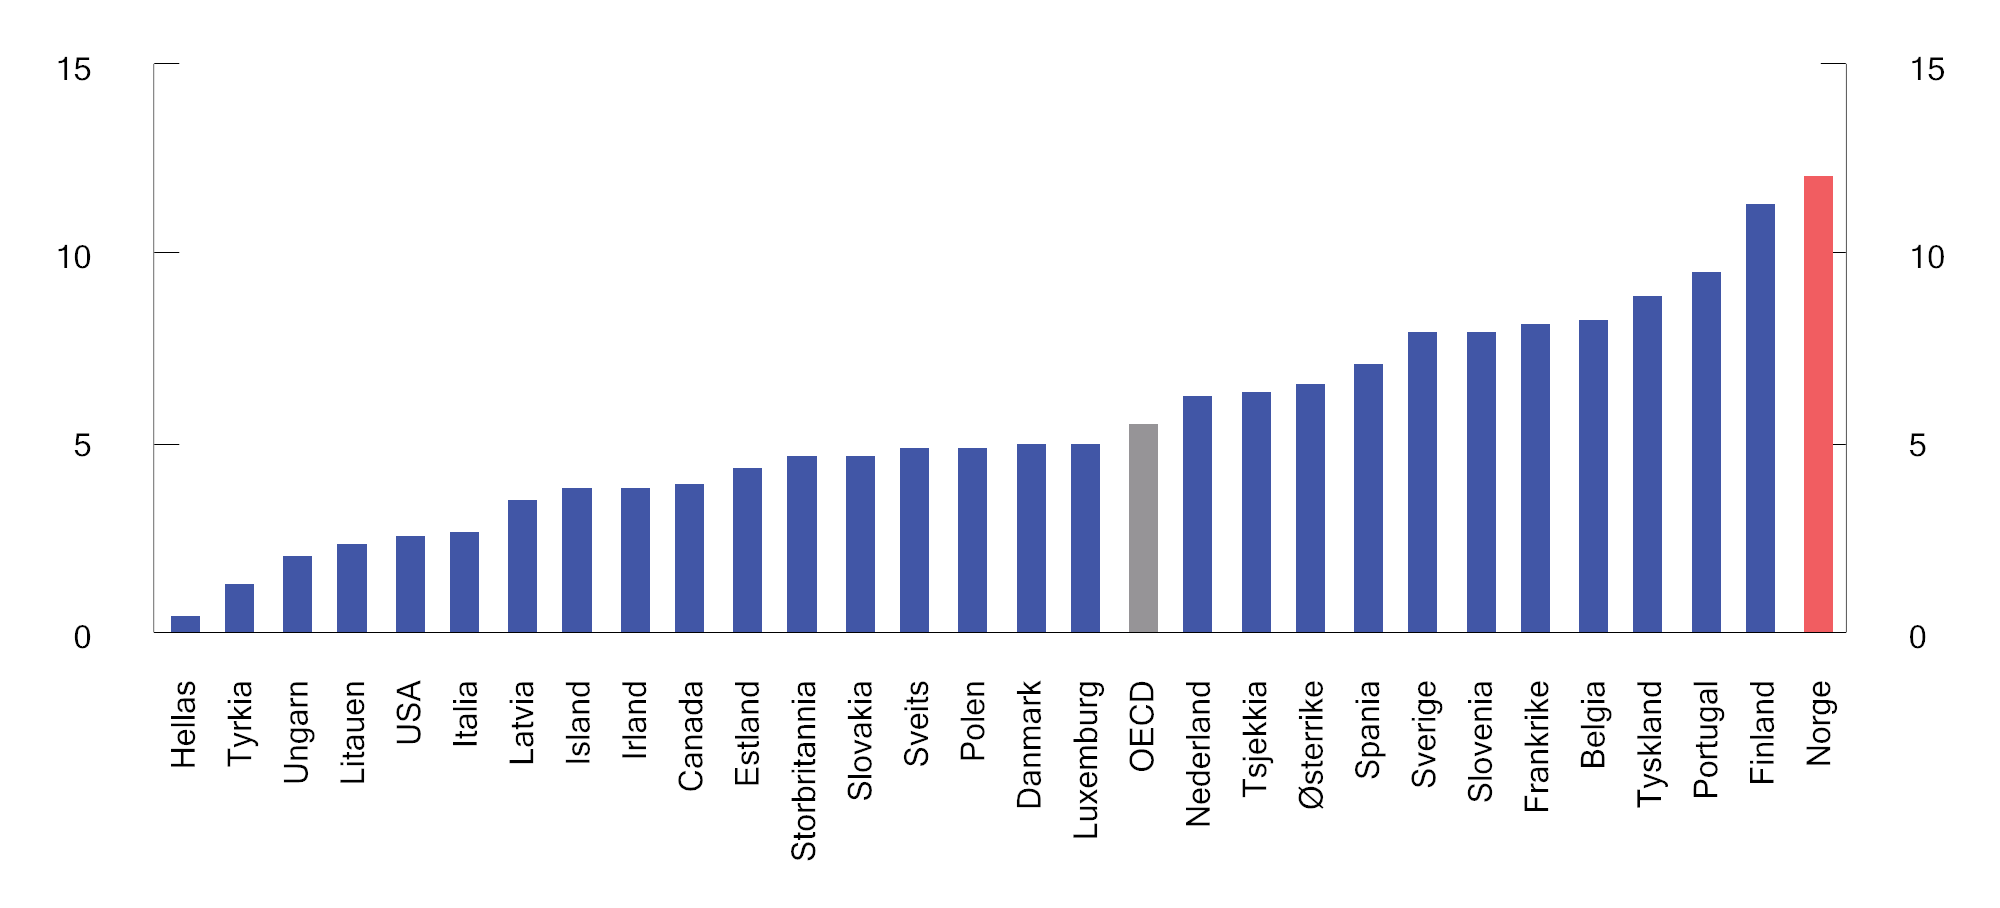 15 15
10 10
5 5
0 0
Hellas
Tyrkia
Ungarn
Litauen
USA
Italia
Latvia
Island
Irland
Canada
Estland
Storbritannia
Slovakia
Sveits
Polen
Danmark
Luxemburg
OECD
Nederland
Tsjekkia
Østerrike
Spania
Sverige
Slovenia
Frankrike
Belgia
Tyskland
Portugal
Finland
Norge